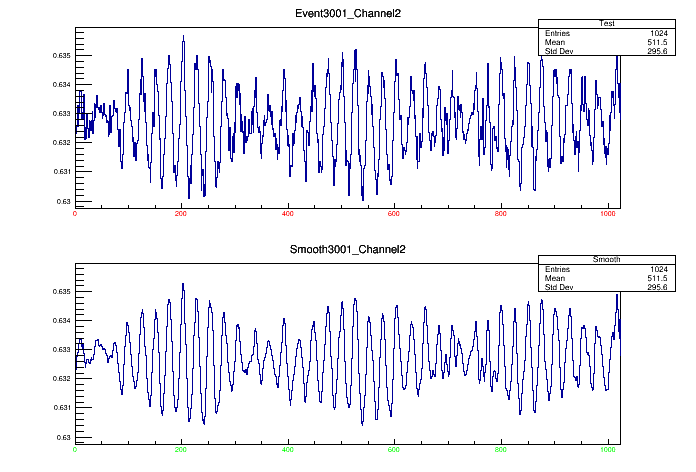 Event3001_Channel2
Test
Entries 1024
Mean 511.5
Std Dev 295.6
0.635
0.634
0.633
0.632
0.631
0.63
0 200 400 600 800 1000
Smooth3001_Channel2
Smooth
Entries 1024
Mean 511.5
Std Dev 295.6
0.635
0.634
0.633
0.632
0.631
0.63
0 200 400 600 800 1000